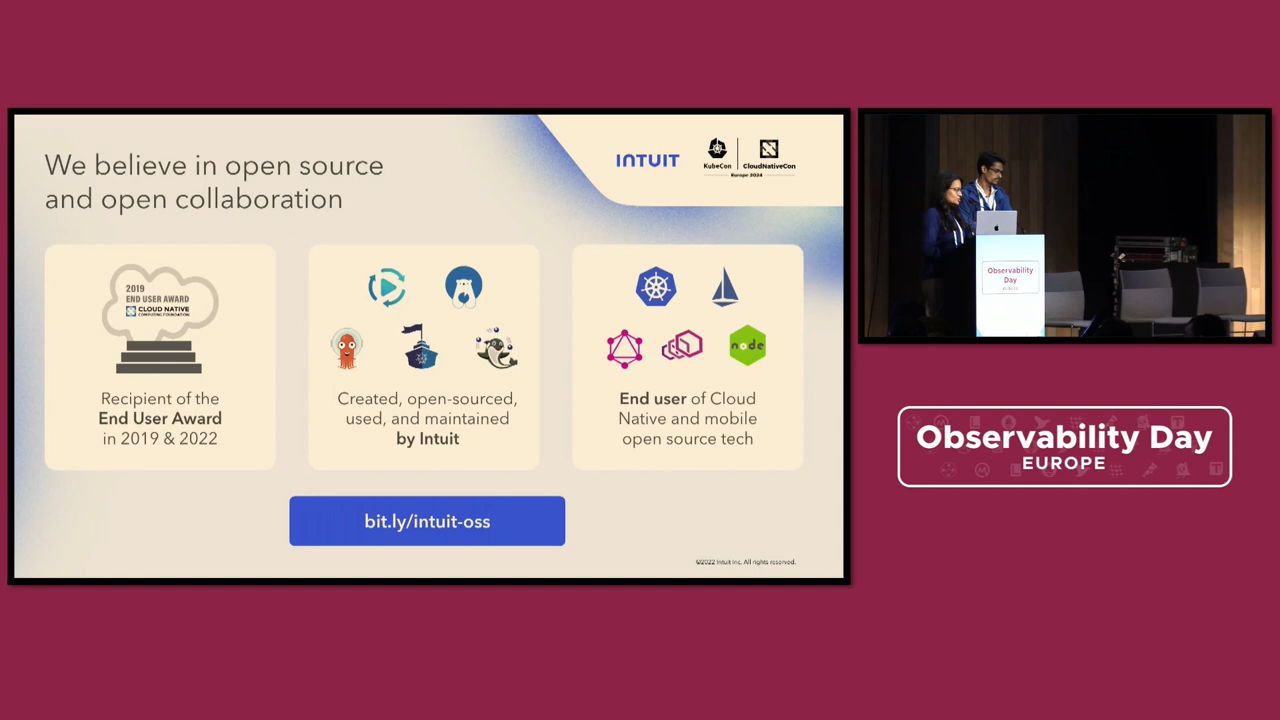 We believe in open source
and open collaboration
INTUIT
KubeCon
CloudNativeCon
Europe 2024
2019
END USER AWARD
CLOUD NATIVE
COMPUTING FOUNDATION
Recipient of the
End User Award
in 2019 & 2022
Created, open-sourced,
used, and maintained
by Intuit
node
End user of Cloud
Native and mobile
open source tech
bit.ly/intuit-oss
©2022 Intuit Inc. All rights reserved.
Observability
Day
EUROPE
Observability Day
EUROPE